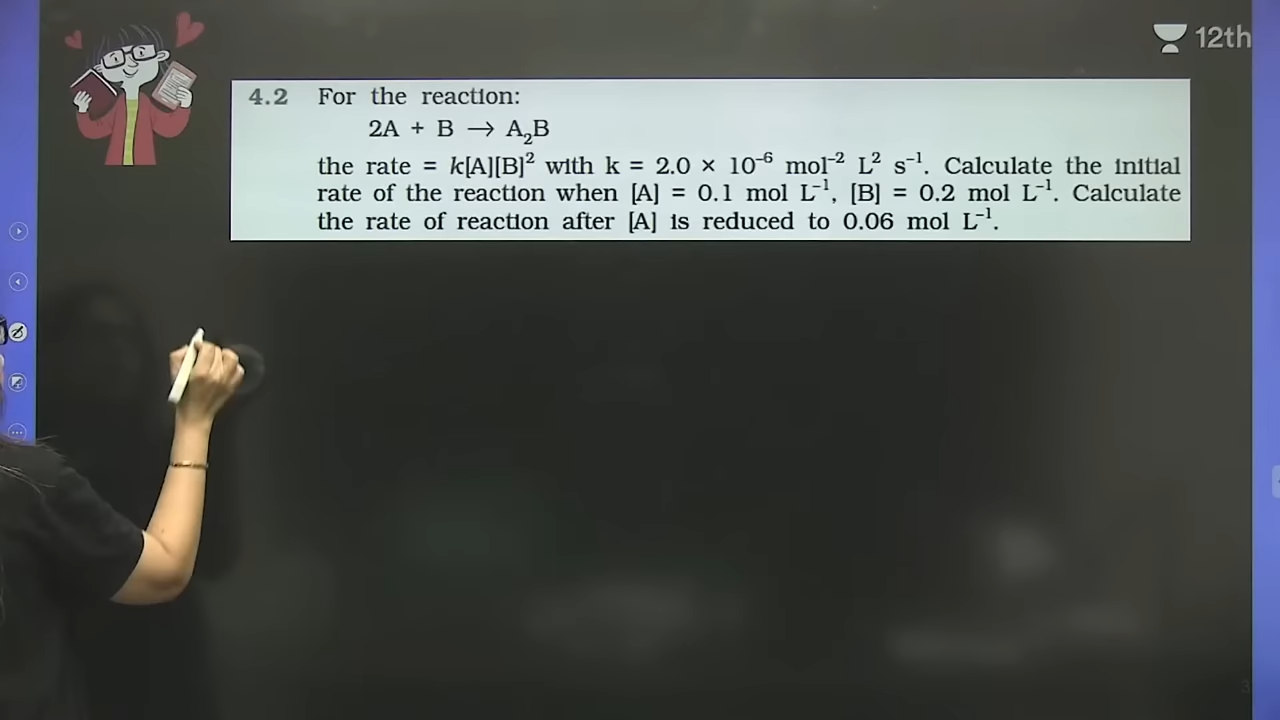 12th
4.2 For the reaction:
2A + B → A₂B
the rate = k[A][B]² with k = 2.0 × 10⁻⁶ mol⁻² L² s⁻¹. Calculate the initial
rate of the reaction when [A] = 0.1 mol L⁻¹, [B] = 0.2 mol L⁻¹. Calculate
the rate of reaction after [A] is reduced to 0.06 mol L⁻¹.